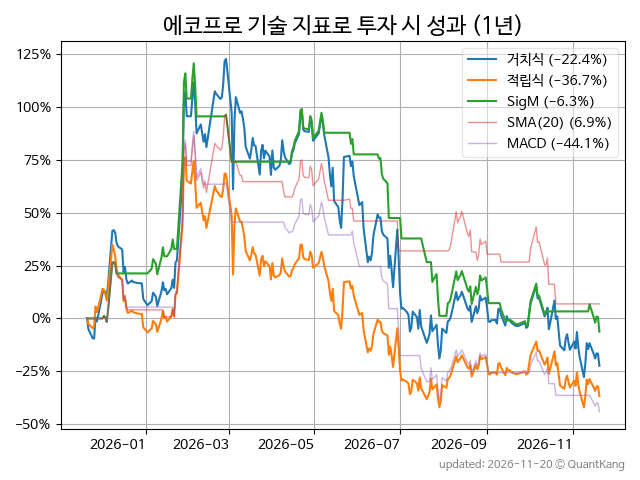 에코프로 기술 지표로 투자 시 성과 (1년)
125%
100%
75%
50%
25%
0%
−25%
−50%
거치식 (−22.4%)
적립식 (−36.7%)
SigM (−6.3%)
SMA(20) (6.9%)
MACD (−44.1%)
2026−01 2026−03 2026−05 2026−07 2026−09 2026−11
updated: 2026-11-20 © QuantKang